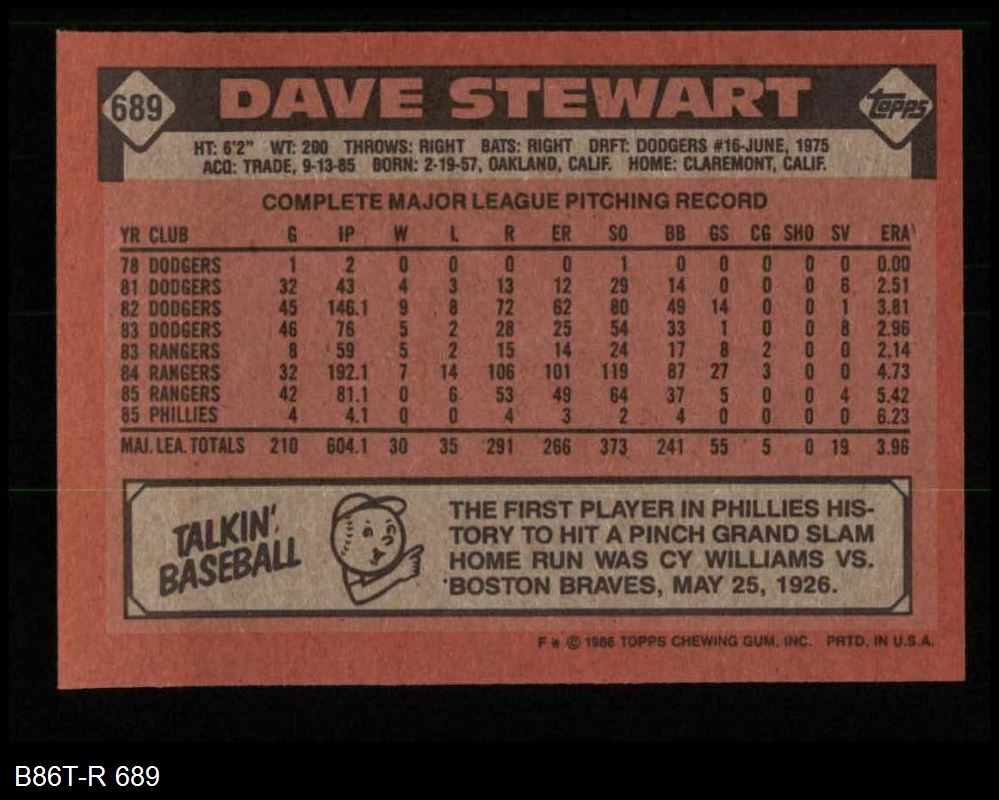 689
DAVE STEWART
TOPPS
HT: 6'2" WT: 200 THROWS: RIGHT BATS: RIGHT DRFT: DODGERS #16-JUNE, 1975
ACQ: TRADE, 9-13-85 BORN: 2-19-57, OAKLAND, CALIF. HOME: CLAREMONT, CALIF.
COMPLETE MAJOR LEAGUE PITCHING RECORD
YR CLUB G IP W L R ER SO BB GS CG SHO SV ERA
78 DODGERS 1 2 0 0 0 0 1 0 0 0 0 0 0.00
81 DODGERS 32 43 4 3 13 12 29 14 0 0 0 6 2.51
82 DODGERS 45 146.1 9 8 72 62 80 49 14 0 0 1 3.81
83 DODGERS 46 76 5 2 28 25 54 33 1 0 0 8 2.96
83 RANGERS 8 59 5 2 15 14 24 17 8 2 0 0 2.14
84 RANGERS 32 192.1 7 14 106 101 119 87 27 3 0 0 4.73
85 RANGERS 42 81.1 0 6 53 49 64 37 5 0 0 4 5.42
85 PHILLIES 4 4.1 0 0 4 3 2 4 0 0 0 0 6.23
MAJ. LEA. TOTALS 210 604.1 30 35 291 266 373 241 55 5 0 19 3.96
TALKIN'
BASEBALL
THE FIRST PLAYER IN PHILLIES HIS-
TORY TO HIT A PINCH GRAND SLAM
HOME RUN WAS CY WILLIAMS VS.
BOSTON BRAVES, MAY 25, 1926.
F * © 1986 TOPPS CHEWING GUM, INC. PRTD. IN U.S.A.
B86T-R 689